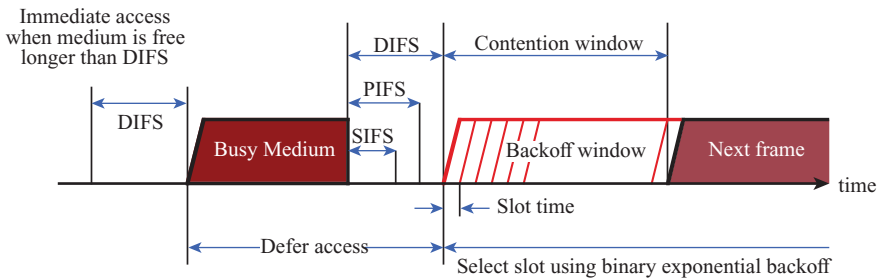 Immediate access
when medium is free
longer than DIFS
DIFS
Contention window
DIFS
PIFS
SIFS
Busy Medium
Backoff window
Next frame
time
Slot time
Defer access
Select slot using binary exponential backoff